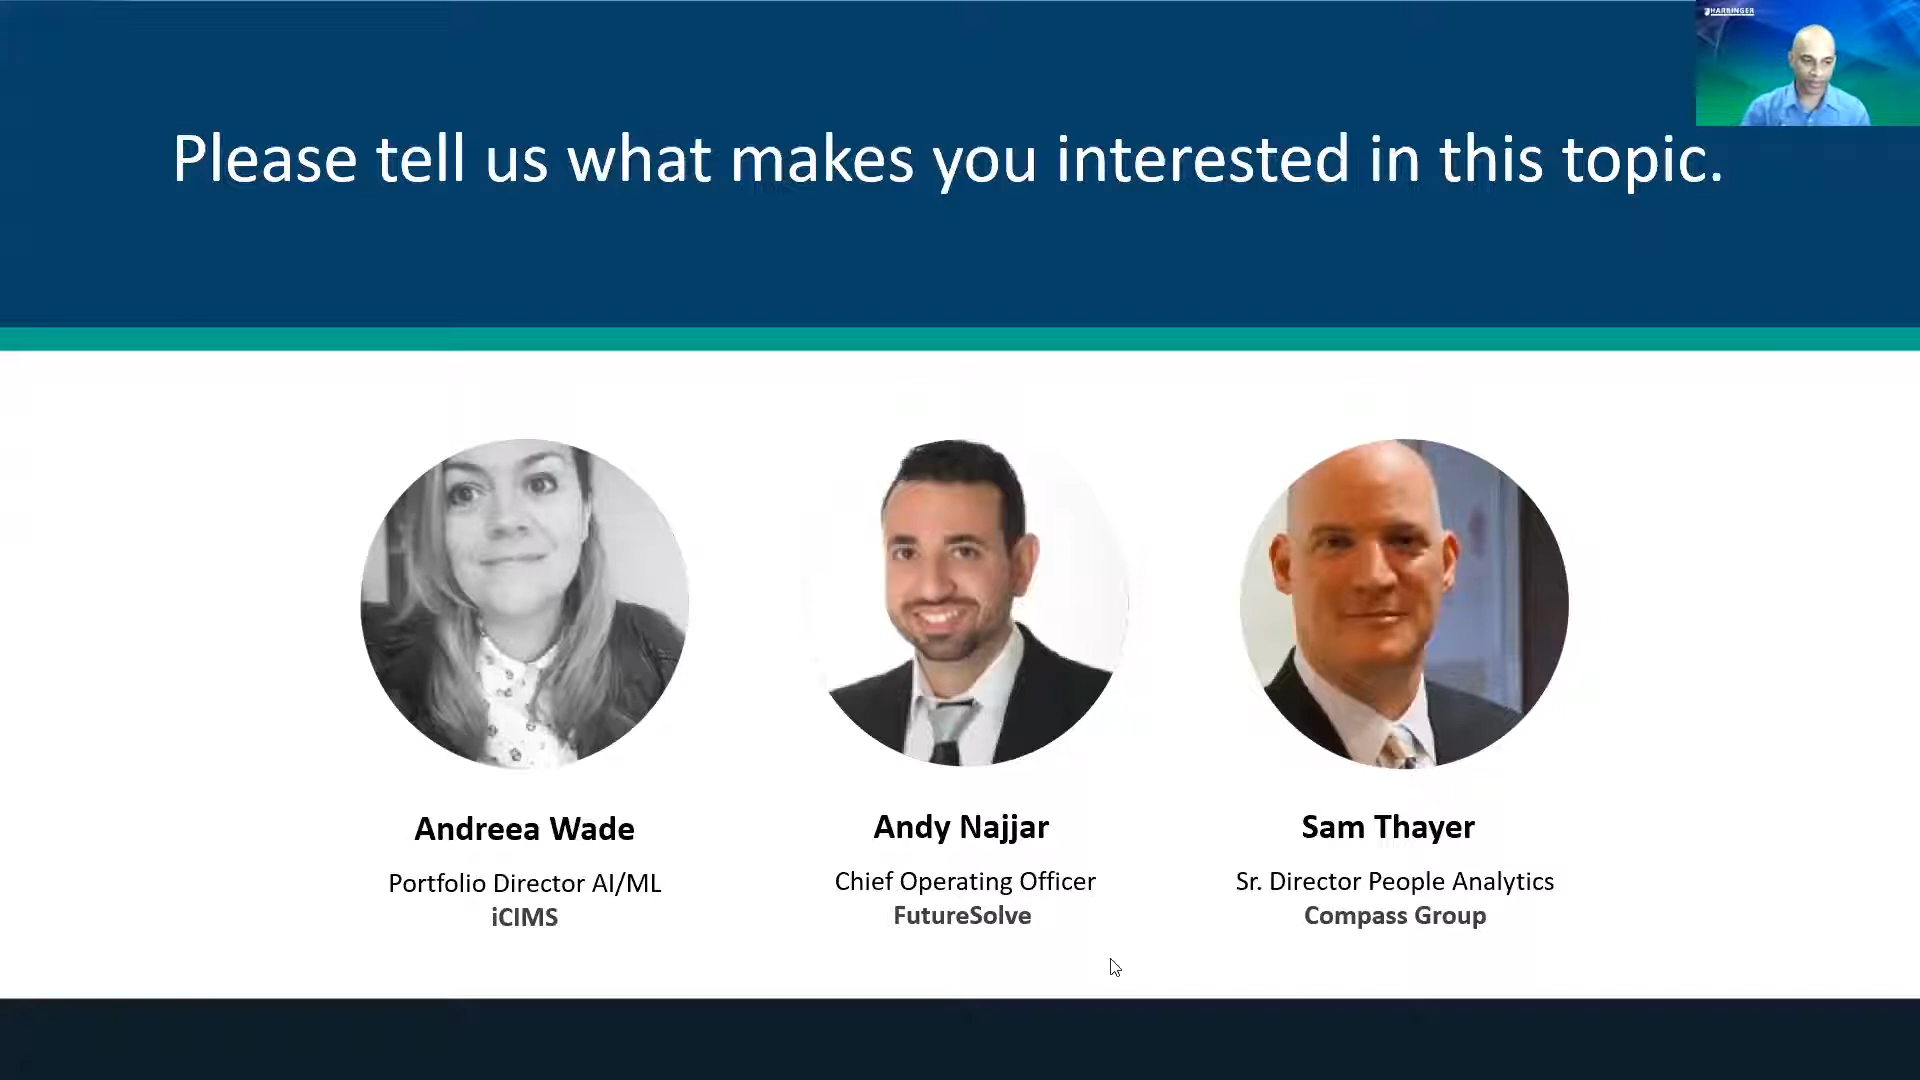 HARBINGER
Please tell us what makes you interested in this topic.
Andreea Wade
Portfolio Director AI/ML
iCIMS
Andy Najjar
Chief Operating Officer
FutureSolve
Sam Thayer
Sr. Director People Analytics
Compass Group